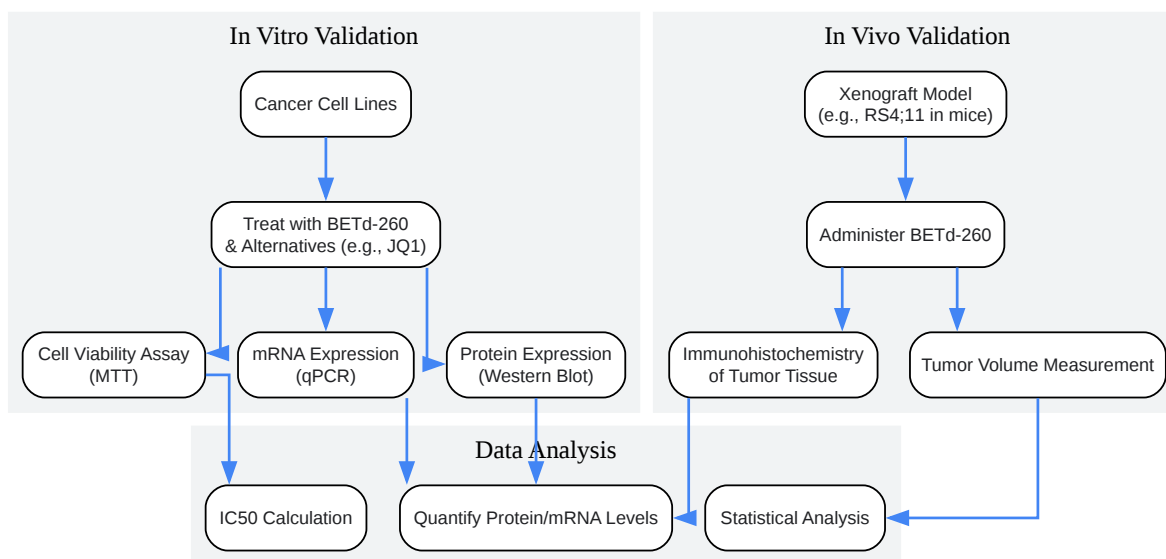 In Vitro Validation
Cancer Cell Lines
Treat with BETd-260
& Alternatives (e.g., JQ1)
Cell Viability Assay
(MTT)
mRNA Expression
(qPCR)
Protein Expression
(Western Blot)
In Vivo Validation
Xenograft Model
(e.g., RS4;11 in mice)
Administer BETd-260
Immunohistochemistry
of Tumor Tissue
Tumor Volume Measurement
Data Analysis
IC50 Calculation
Quantify Protein/mRNA Levels
Statistical Analysis